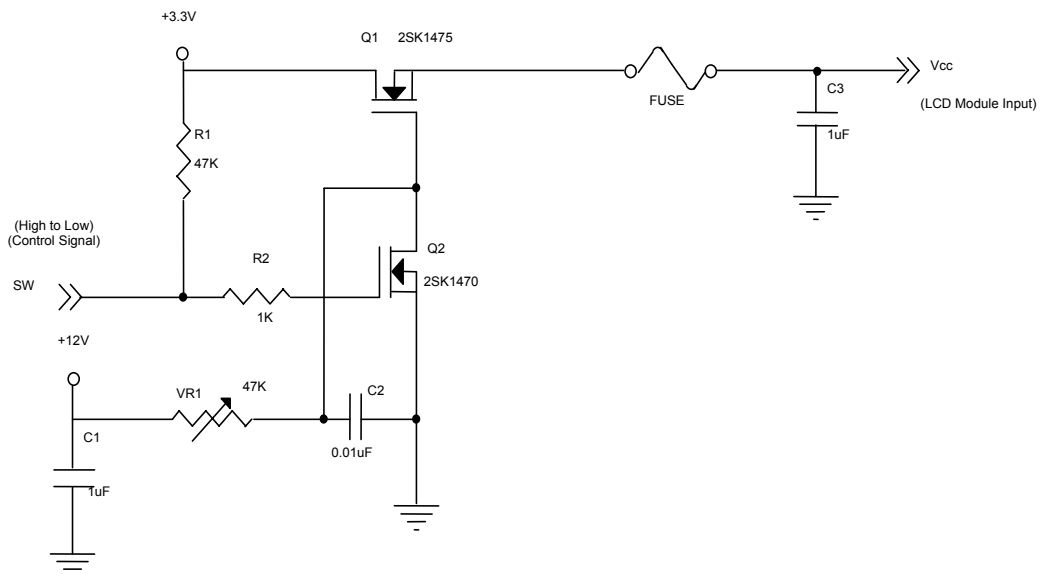 +3.3V
Q1
2SK1475
Vcc
FUSE
C3
(LCD Module Input)
R1
1uF
47K
(High to Low)
(Control Signal)
Q2
R2
SW
2SK1470
1K
+12V
VR1
47K
C2
C1
0.01uF
1uF